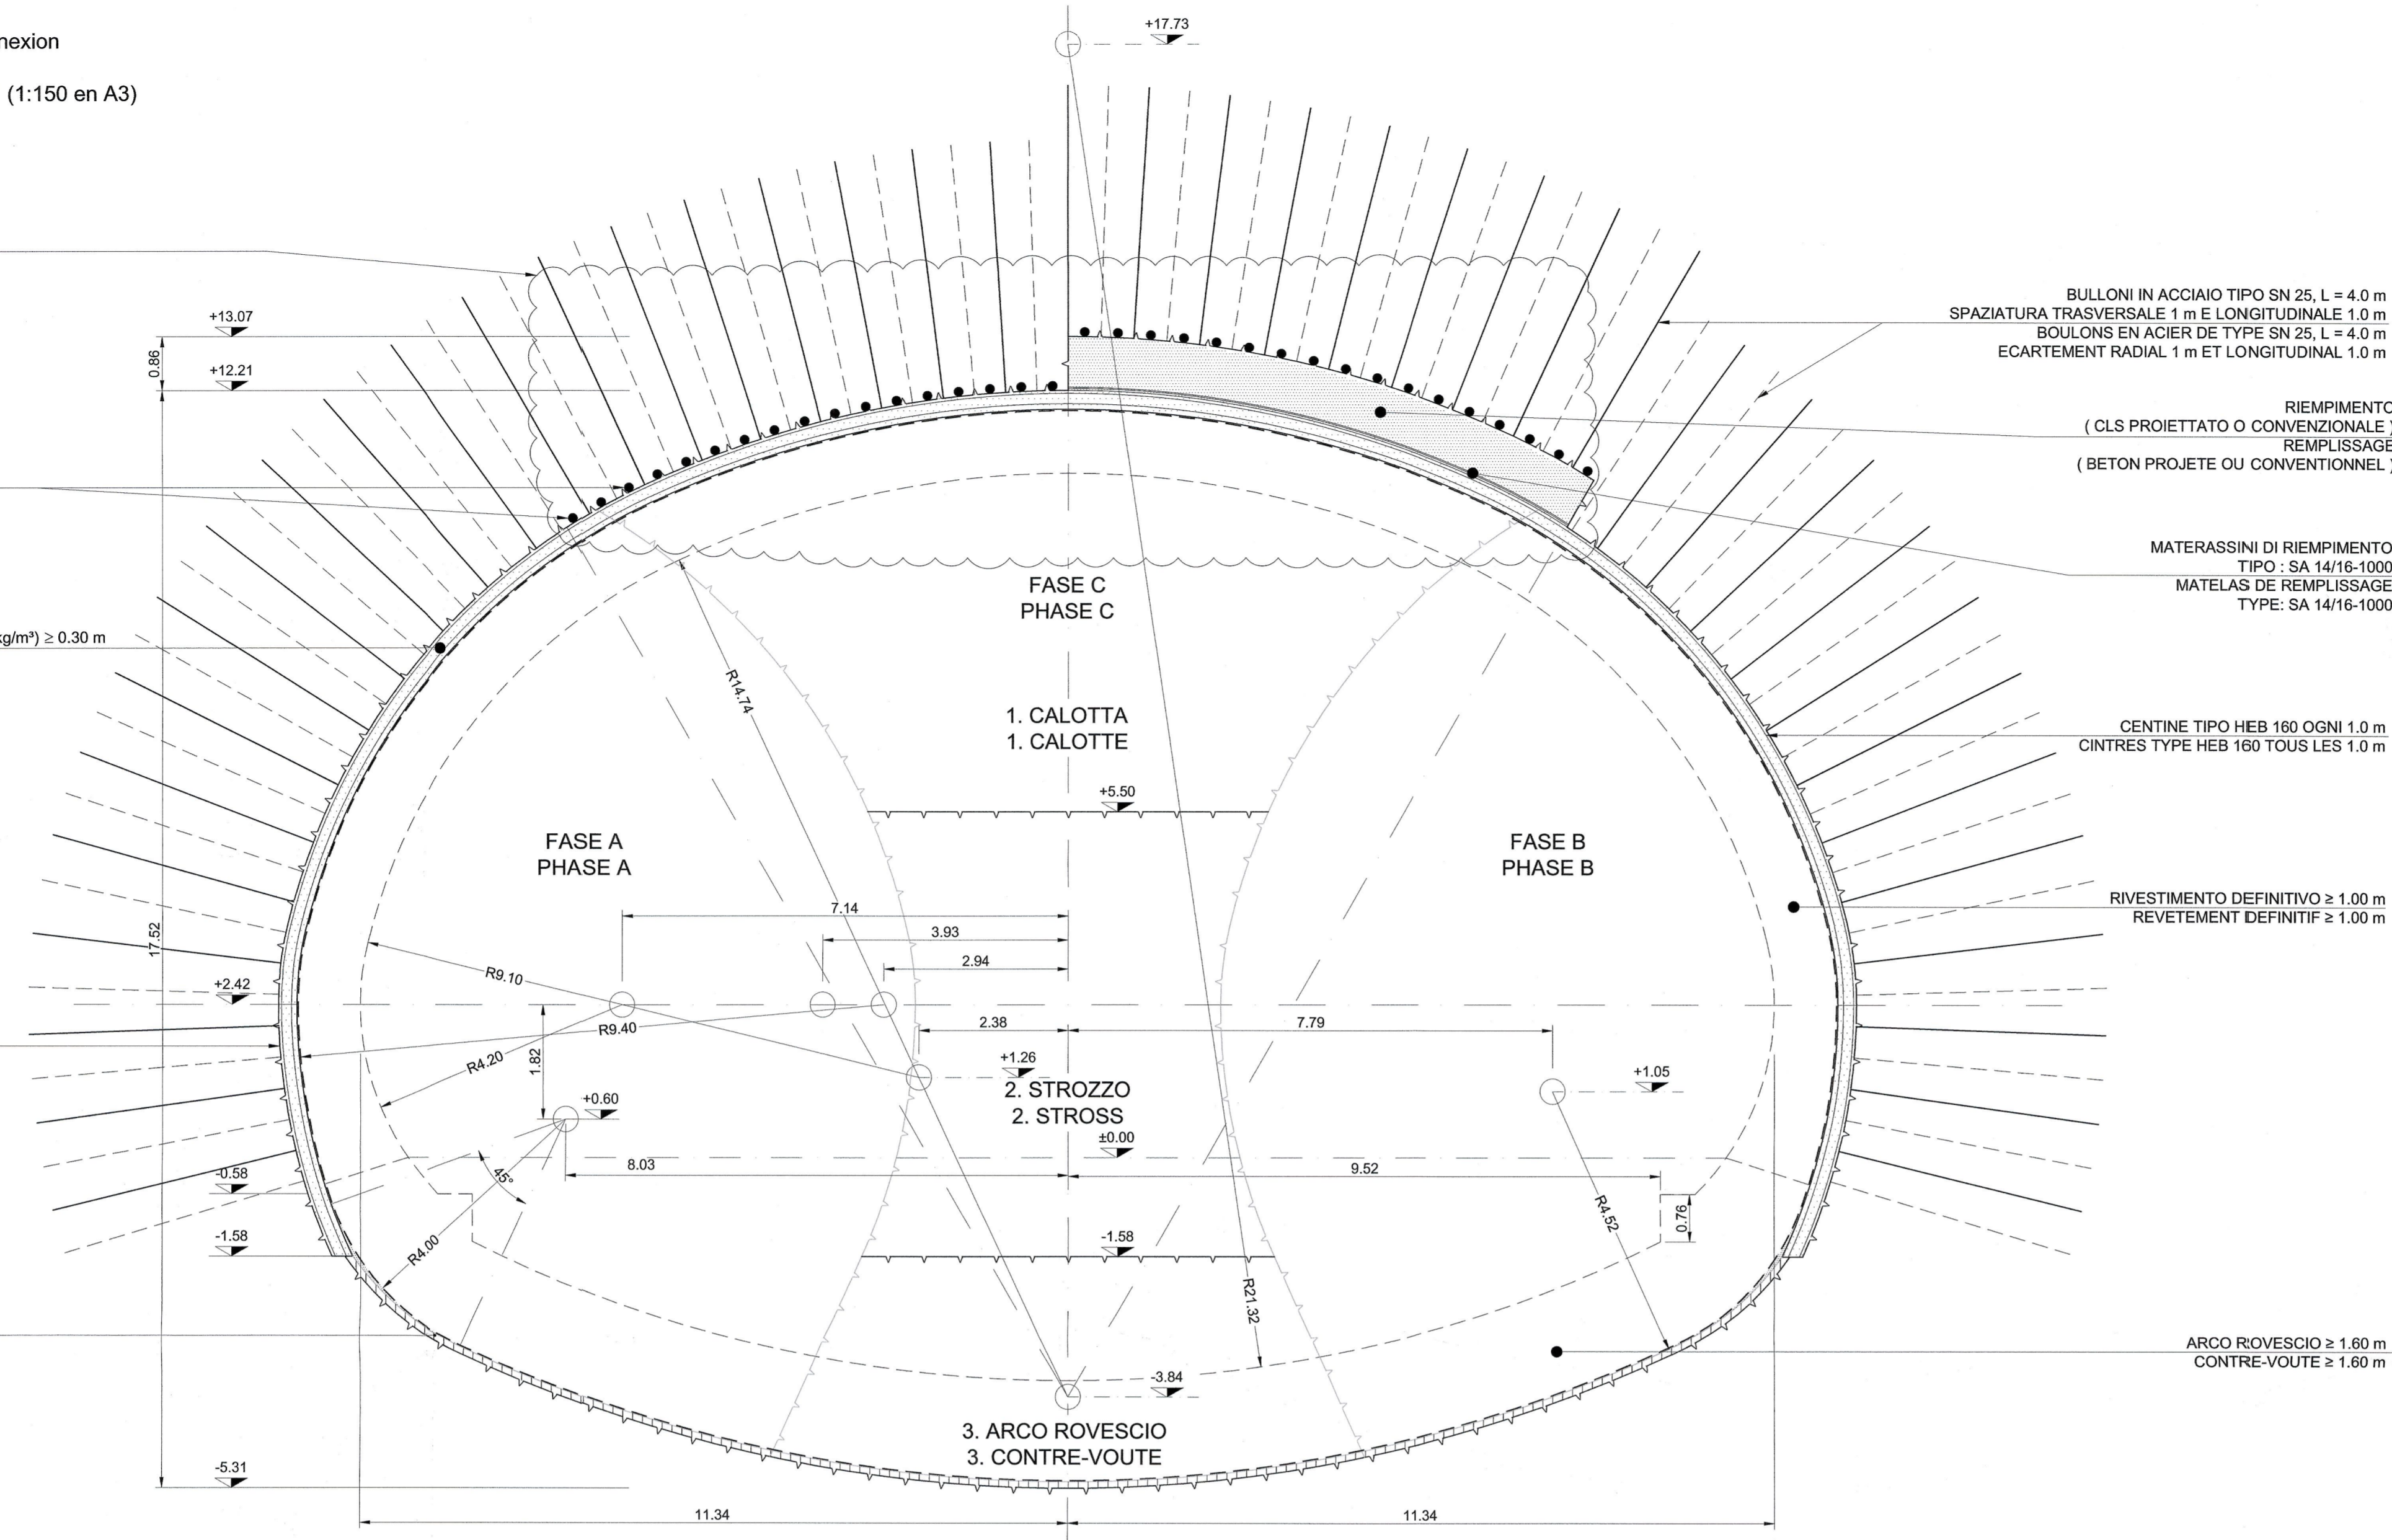 nexion
(1:150 en A3)
+17.73
+13.07
0.86
+12.21
BULLONI IN ACCIAIO TIPO SN 25, L = 4.0 m
SPAZIATURA TRASVERSALE 1 m E LONGITUDINALE 1.0 m
BOULONS EN ACIER DE TYPE SN 25, L = 4.0 m
ECARTEMENT RADIAL 1 m ET LONGITUDINAL 1.0 m
RIEMPIMENTO
( CLS PROIETTATO O CONVENZIONALE )
REMPLISSAGE
( BETON PROJETE OU CONVENTIONNEL )
MATERASSINI DI RIEMPIMENTO
TIPO : SA 14/16-1000
MATELAS DE REMPLISSAGE
TYPE: SA 14/16-1000
FASE C
PHASE C
kg/m³) ≥ 0.30 m
R14.74
1. CALOTTA
1. CALOTTE
CENTINE TIPO HEB 160 OGNI 1.0 m
CINTRES TYPE HEB 160 TOUS LES 1.0 m
+5.50
FASE A
PHASE A
FASE B
PHASE B
RIVESTIMENTO DEFINITIVO ≥ 1.00 m
REVETEMENT DEFINITIF ≥ 1.00 m
7.14
3.93
2.94
17.52
R9.10
+2.42
R9.40
2.38
7.79
R4.20
1.82
+1.26
+1.05
2. STROZZO
2. STROSS
+0.60
±0.00
8.03
9.52
45°
-0.58
R4.52
0.76
-1.58
-1.58
R4.00
R21.32
ARCO ROVESCIO ≥ 1.60 m
CONTRE-VOUTE ≥ 1.60 m
-3.84
3. ARCO ROVESCIO
3. CONTRE-VOUTE
-5.31
11.34
11.34